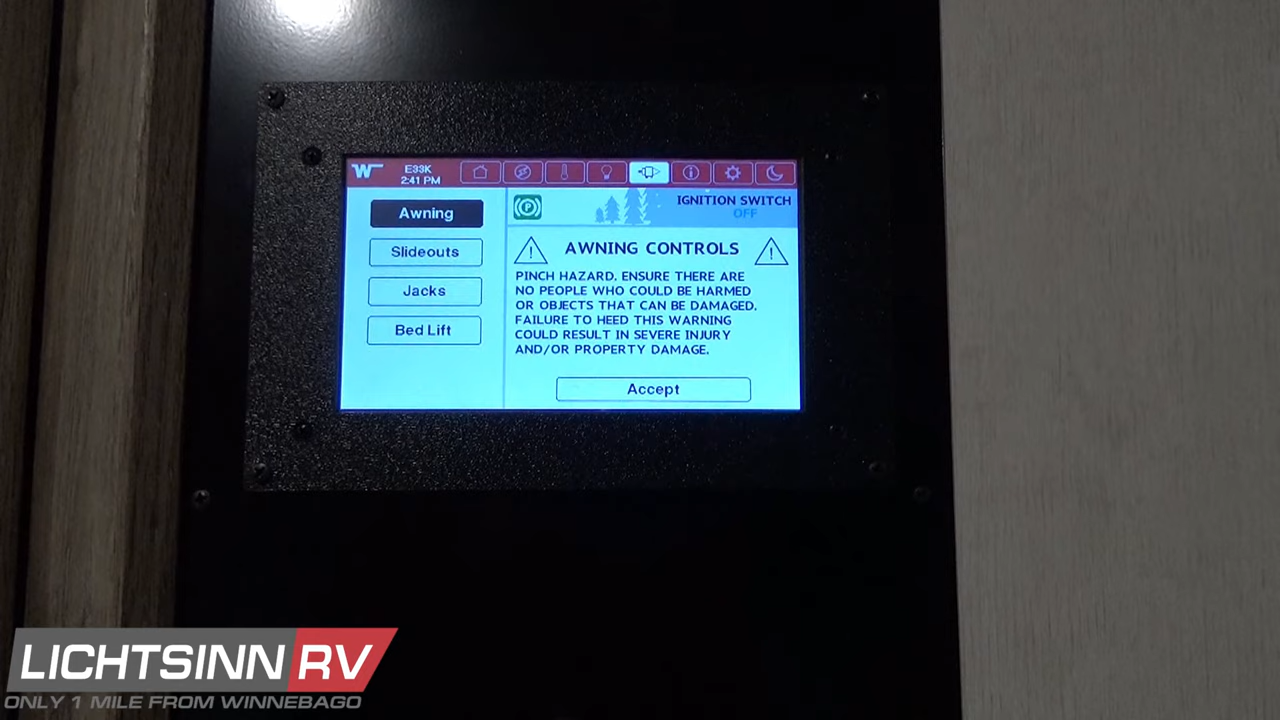 W
E33K
2:41 PM
Awning
Slideouts
Jacks
Bed Lift
P
IGNITION SWITCH
OFF
! AWNING CONTROLS !
PINCH HAZARD. ENSURE THERE ARE
NO PEOPLE WHO COULD BE HARMED
OR OBJECTS THAT CAN BE DAMAGED.
FAILURE TO HEED THIS WARNING
COULD RESULT IN SEVERE INJURY
AND/OR PROPERTY DAMAGE.
Accept
LICHTSINN RV
ONLY 1 MILE FROM WINNEBAGO